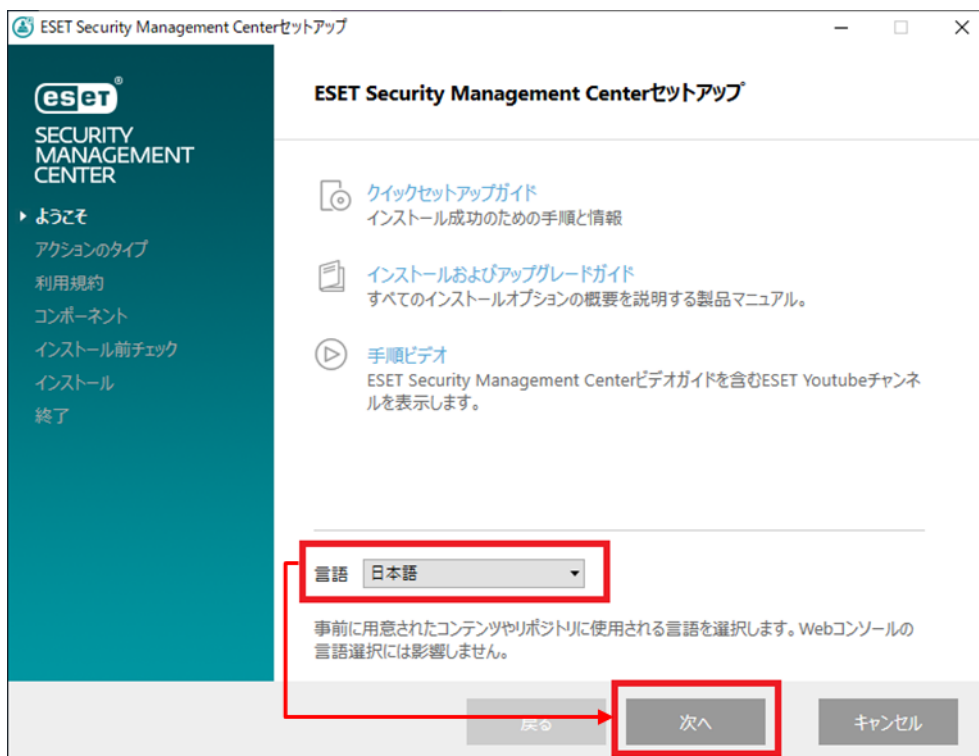 ESET Security Management Centerセットアップ
eset®
SECURITY
MANAGEMENT
CENTER
ようこそ
アクションのタイプ
利用規約
コンポーネント
インストール前チェック
インストール
終了
ESET Security Management Centerセットアップ
クイックセットアップガイド
インストール成功のための手順と情報
インストールおよびアップグレードガイド
すべてのインストールオプションの概要を説明する製品マニュアル。
手順ビデオ
ESET Security Management Centerビデオガイドを含むESET Youtubeチャンネ
ルを表示します。
言語 日本語
事前に用意されたコンテンツやリポジトリに使用される言語を選択します。Webコンソールの
言語選択には影響しません。
戻る 次へ キャンセル